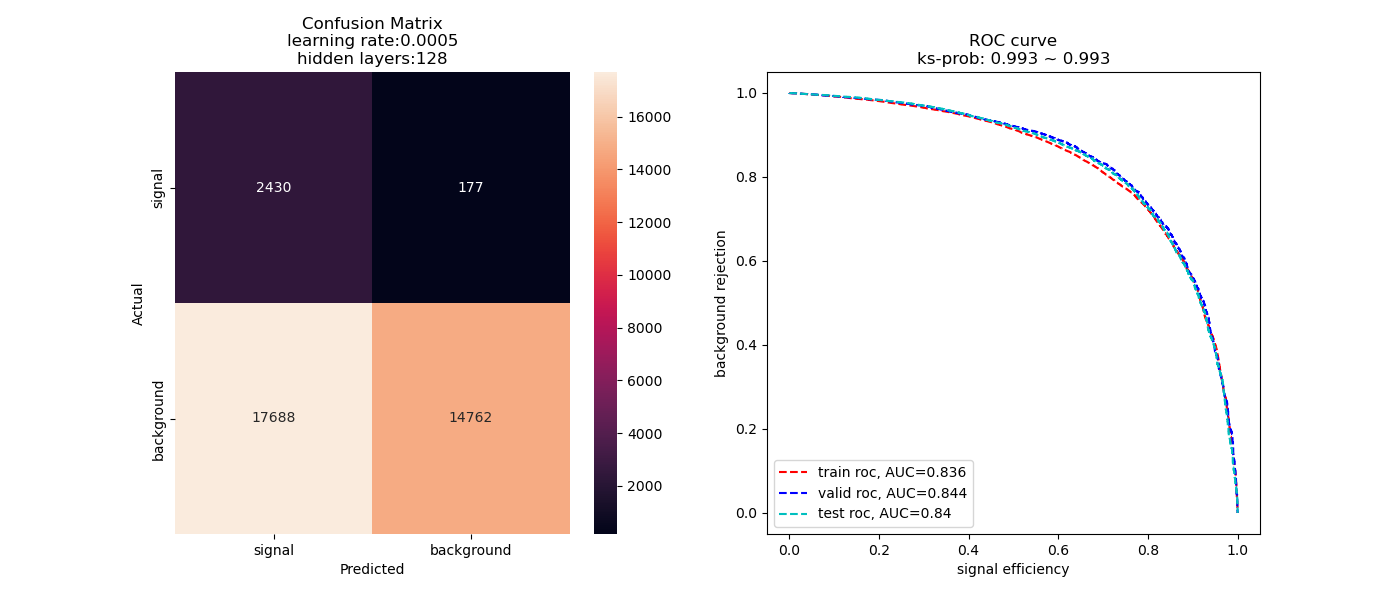 Confusion Matrix
learning rate:0.0005
hidden layers:128
signal
background
Actual
2430
177
17688
14762
signal
background
Predicted
16000
14000
12000
10000
8000
6000
4000
2000
ROC curve
ks-prob: 0.993 ~ 0.993
background rejection
1.0
0.8
0.6
0.4
0.2
0.0
train roc, AUC=0.836
valid roc, AUC=0.844
test roc, AUC=0.84
0.0
0.2
0.4
0.6
0.8
1.0
signal efficiency